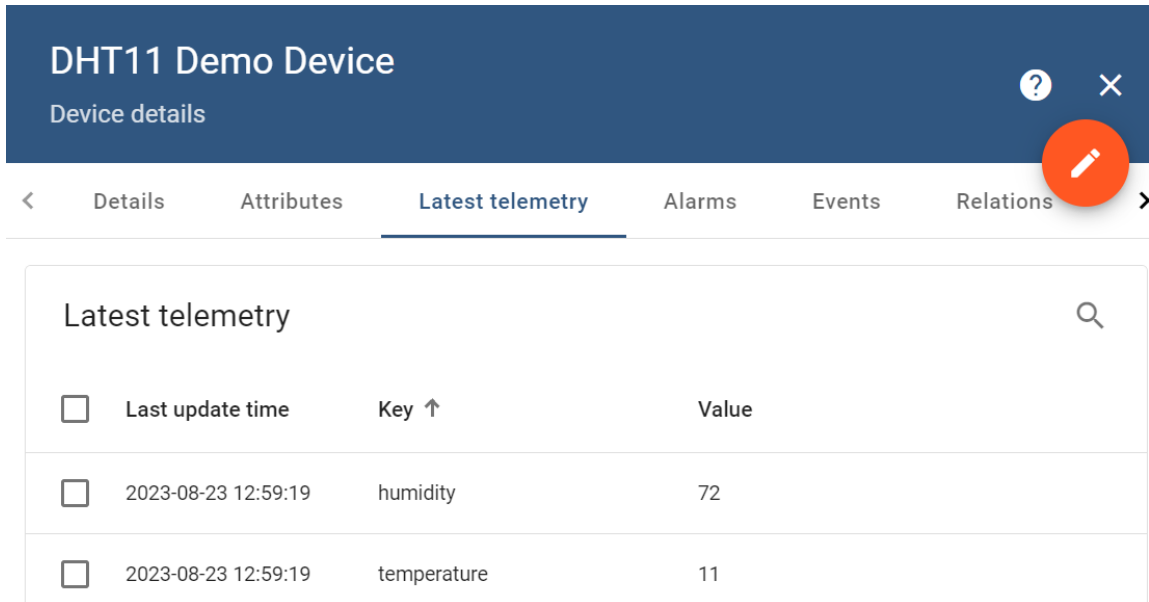 DHT11 Demo Device
Device details
Details Attributes Latest telemetry Alarms Events Relations
Latest telemetry
Last update time Key Value
2023-08-23 12:59:19 humidity 72
2023-08-23 12:59:19 temperature 11